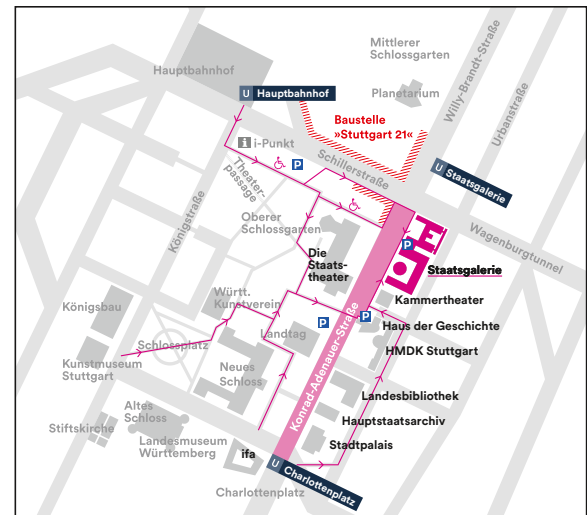 Mittlerer
Schlossgarten
Willy-Brandt-Straße
Hauptbahnhof
U Hauptbahnhof
Planetarium
Urbanstraße
Baustelle
»Stuttgart 21«
i i-Punkt
Schillerstraße
U Staatsgalerie
P
Theater-
passage
Königstraße
Oberer
Schlossgarten
Wagenburgtunnel
P
E
Die
Staats-
theater
Staatsgalerie
Kammertheater
Württ.
Kunstverein
Königsbau
P
P
Haus der Geschichte
Landtag
Konrad-Adenauer-Straße
Schlossplatz
HMDK Stuttgart
Kunstmuseum
Stuttgart
Neues
Schloss
Landesbibliothek
Altes
Schloss
Hauptstaatsarchiv
Stiftskirche
Landesmuseum
Württemberg
Stadtpalais
ifa
U Charlottenplatz
Charlottenplatz